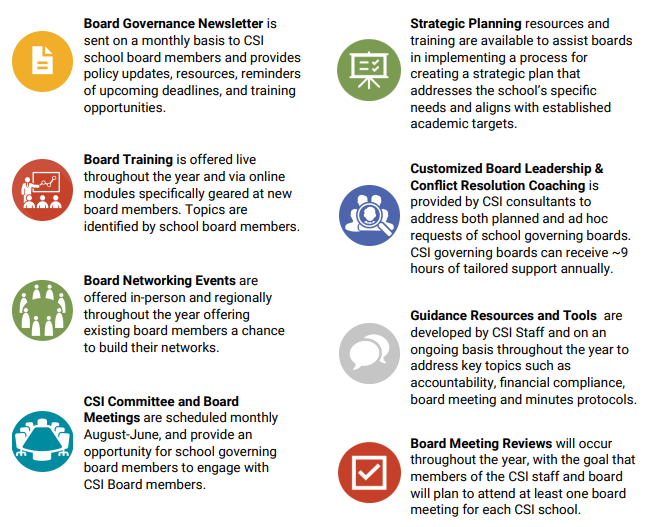 Board Governance Newsletter is
sent on a monthly basis to CSI
school board members and provides
policy updates, resources, reminders
of upcoming deadlines, and training
opportunities.
Board Training is offered live
throughout the year and via online
modules specifically geared at new
board members. Topics are
identified by school board members.
Board Networking Events are
offered in-person and regionally
throughout the year offering
existing board members a chance
to build their networks.
CSI Committee and Board
Meetings are scheduled monthly
August-June, and provide an
opportunity for school governing
board members to engage with
CSI Board members.
Strategic Planning resources and
training are available to assist boards
in implementing a process for
creating a strategic plan that
addresses the school's specific
needs and aligns with established
academic targets.
Customized Board Leadership &
Conflict Resolution Coaching is
provided by CSI consultants to
address both planned and ad hoc
requests of school governing boards.
CSI governing boards can receive ~9
hours of tailored support annually.
Guidance Resources and Tools are
developed by CSI Staff and on an
ongoing basis throughout the year to
address key topics such as
accountability, financial compliance,
board meeting and minutes protocols.
Board Meeting Reviews will occur
throughout the year, with the goal that
members of the CSI staff and board
will plan to attend at least one board
meeting for each CSI school.